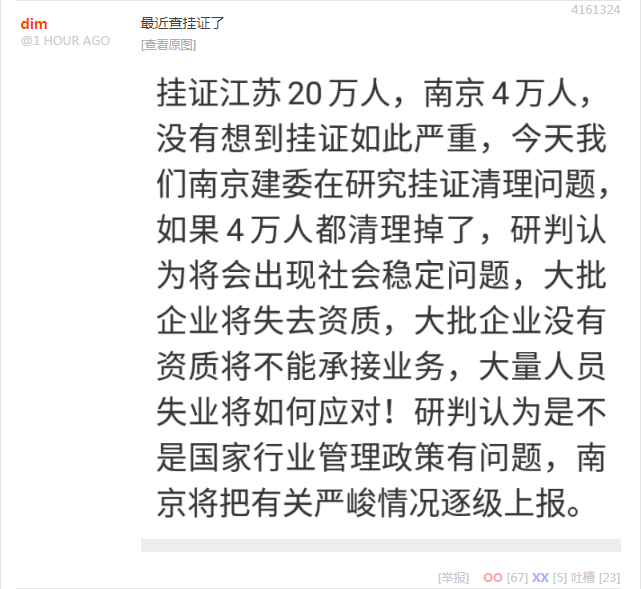 4161324
dim
@1 HOUR AGO
最近查挂证了
[查看原图]
挂证江苏20万人，南京4万人，
没有想到挂证如此严重，今天我
们南京建委在研究挂证清理问题，
如果4万人都清理掉了，研判认
为将会出现社会稳定问题，大批
企业将失去资质，大批企业没有
资质将不能承接业务，大量人员
失业将如何应对！研判认为是不
是国家行业管理政策有问题，南
京将把有关严峻情况逐级上报。
[举报] OO [67] XX [5] 吐槽 [23]